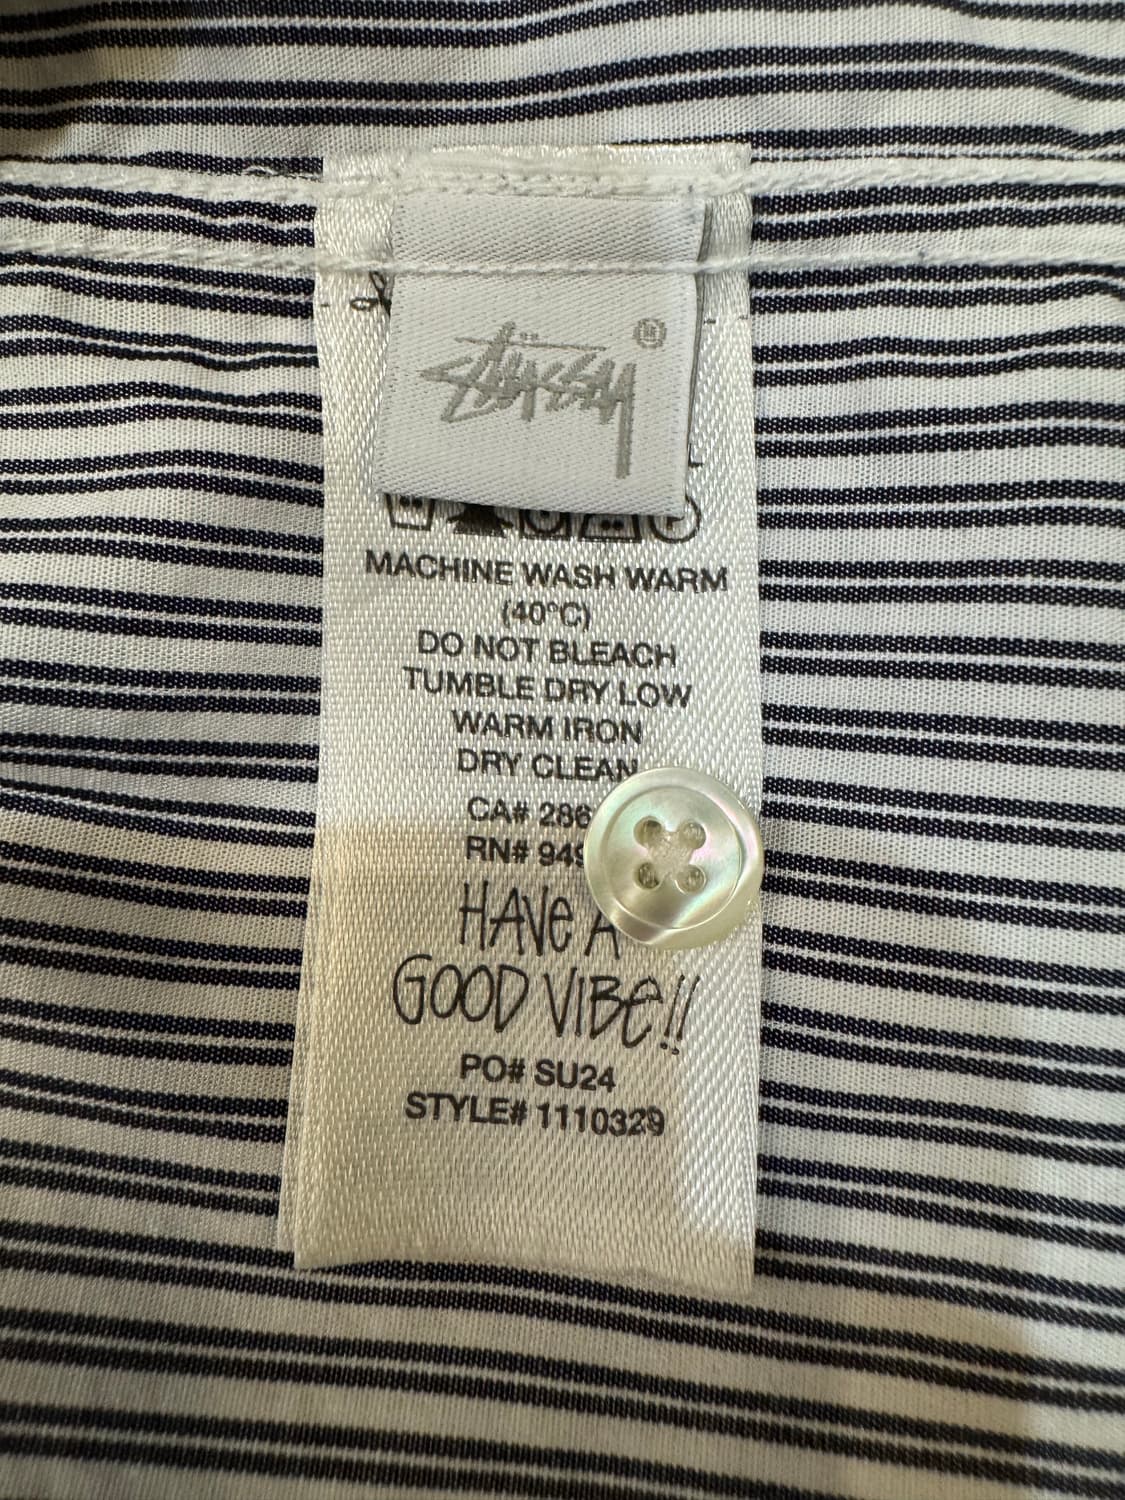 Stüssy ®
MACHINE WASH WARM
(40°C)
DO NOT BLEACH
TUMBLE DRY LOW
WARM IRON
DRY CLEAN
CA# 286
RN# 949
HAVE A
GOOD VIBE!!
PO# SU24
STYLE# 1110329